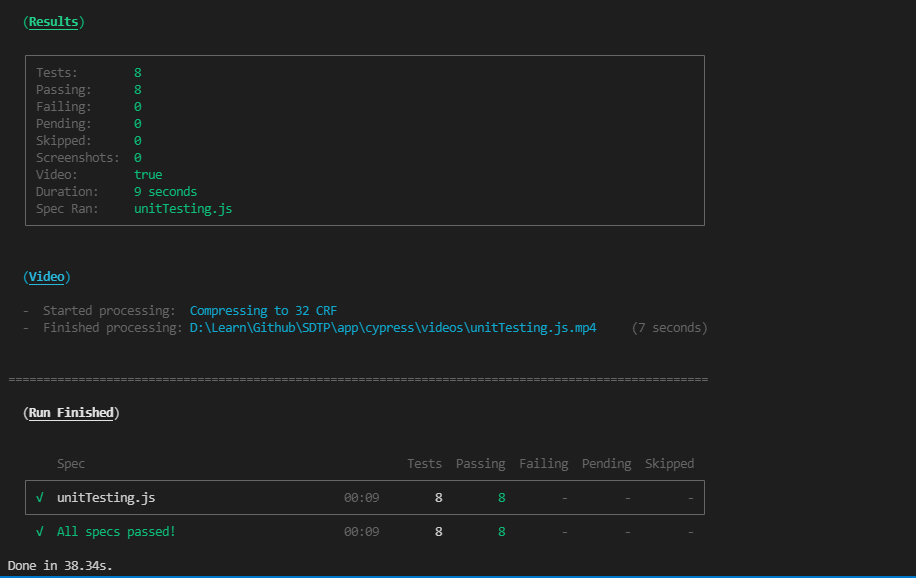 (Results)
Tests: 8
Passing: 8
Failing: 0
Pending: 0
Skipped: 0
Screenshots: 0
Video: true
Duration: 9 seconds
Spec Ran: unitTesting.js
(Video)
- Started processing: Compressing to 32 CRF
- Finished processing: D:\Learn\Github\SDTP\app\cypress\videos\unitTesting.js.mp4 (7 seconds)
====================================================================================================
(Run Finished)
Spec Tests Passing Failing Pending Skipped
√ unitTesting.js 00:09 8 8 - - -
√ All specs passed! 00:09 8 8 - - -
Done in 38.34s.